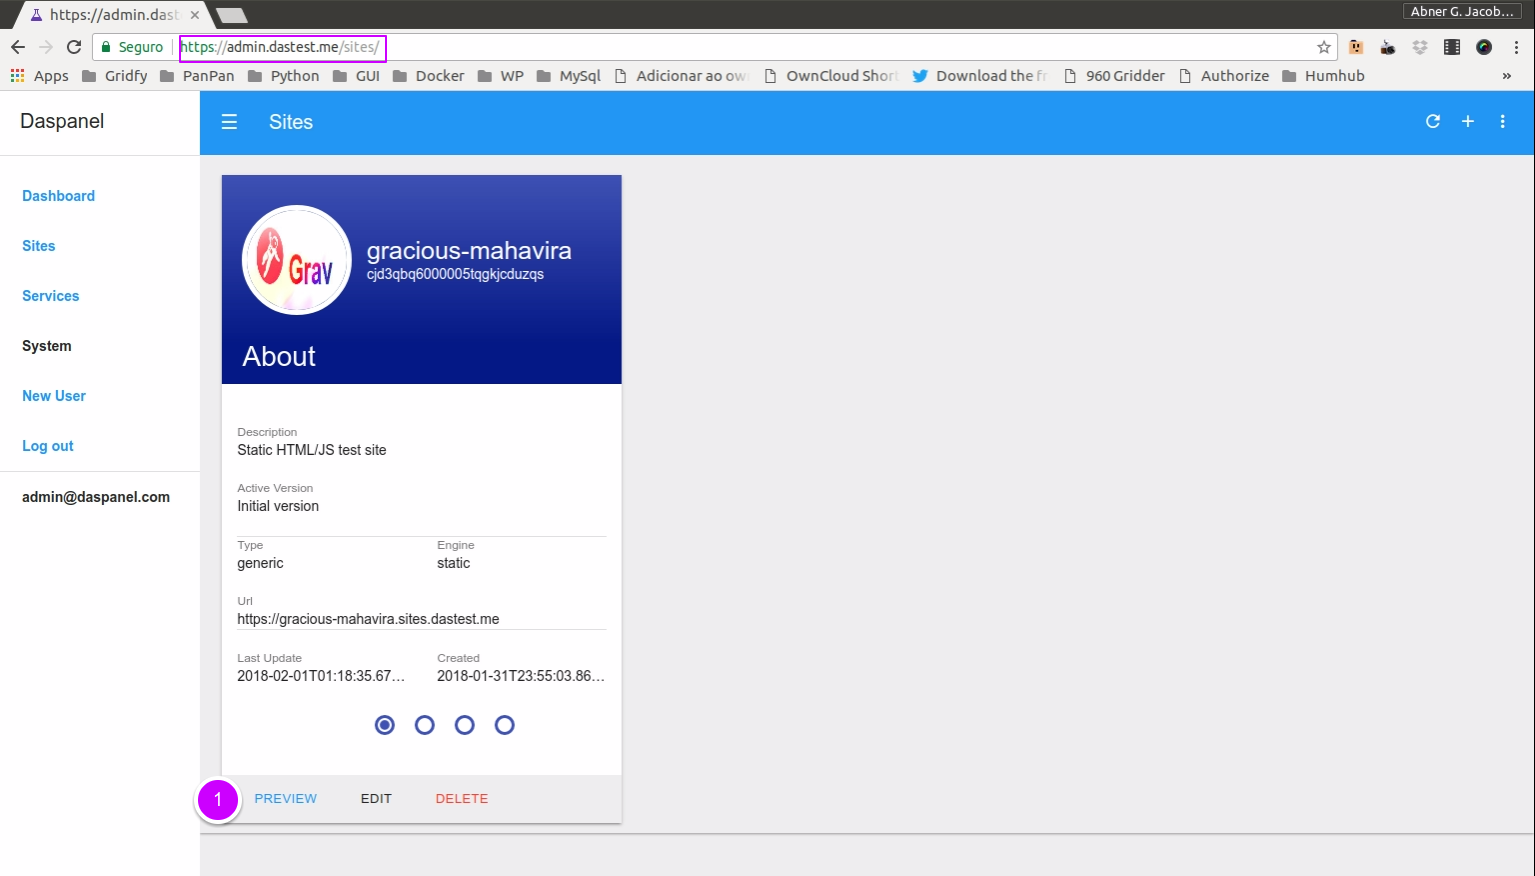 https://admin.dast
Abner G. Jacob...
Seguro https://admin.dastest.me/sites/
Apps Gridfy PanPan Python GUI Docker WP MySql Adicionar ao ow OwnCloud Short Download the fr 960 Gridder Authorize Humhub »
Daspanel
Sites
Dashboard
Sites
Services
System
New User
Log out
admin@daspanel.com
Grav
gracious-mahavira
cjd3qbq6000005tqgkjcduzqs
About
Description
Static HTML/JS test site
Active Version
Initial version
Type Engine
generic static
Url
https://gracious-mahavira.sites.dastest.me
Last Update Created
2018-02-01T01:18:35.67... 2018-01-31T23:55:03.86...
1 PREVIEW EDIT DELETE